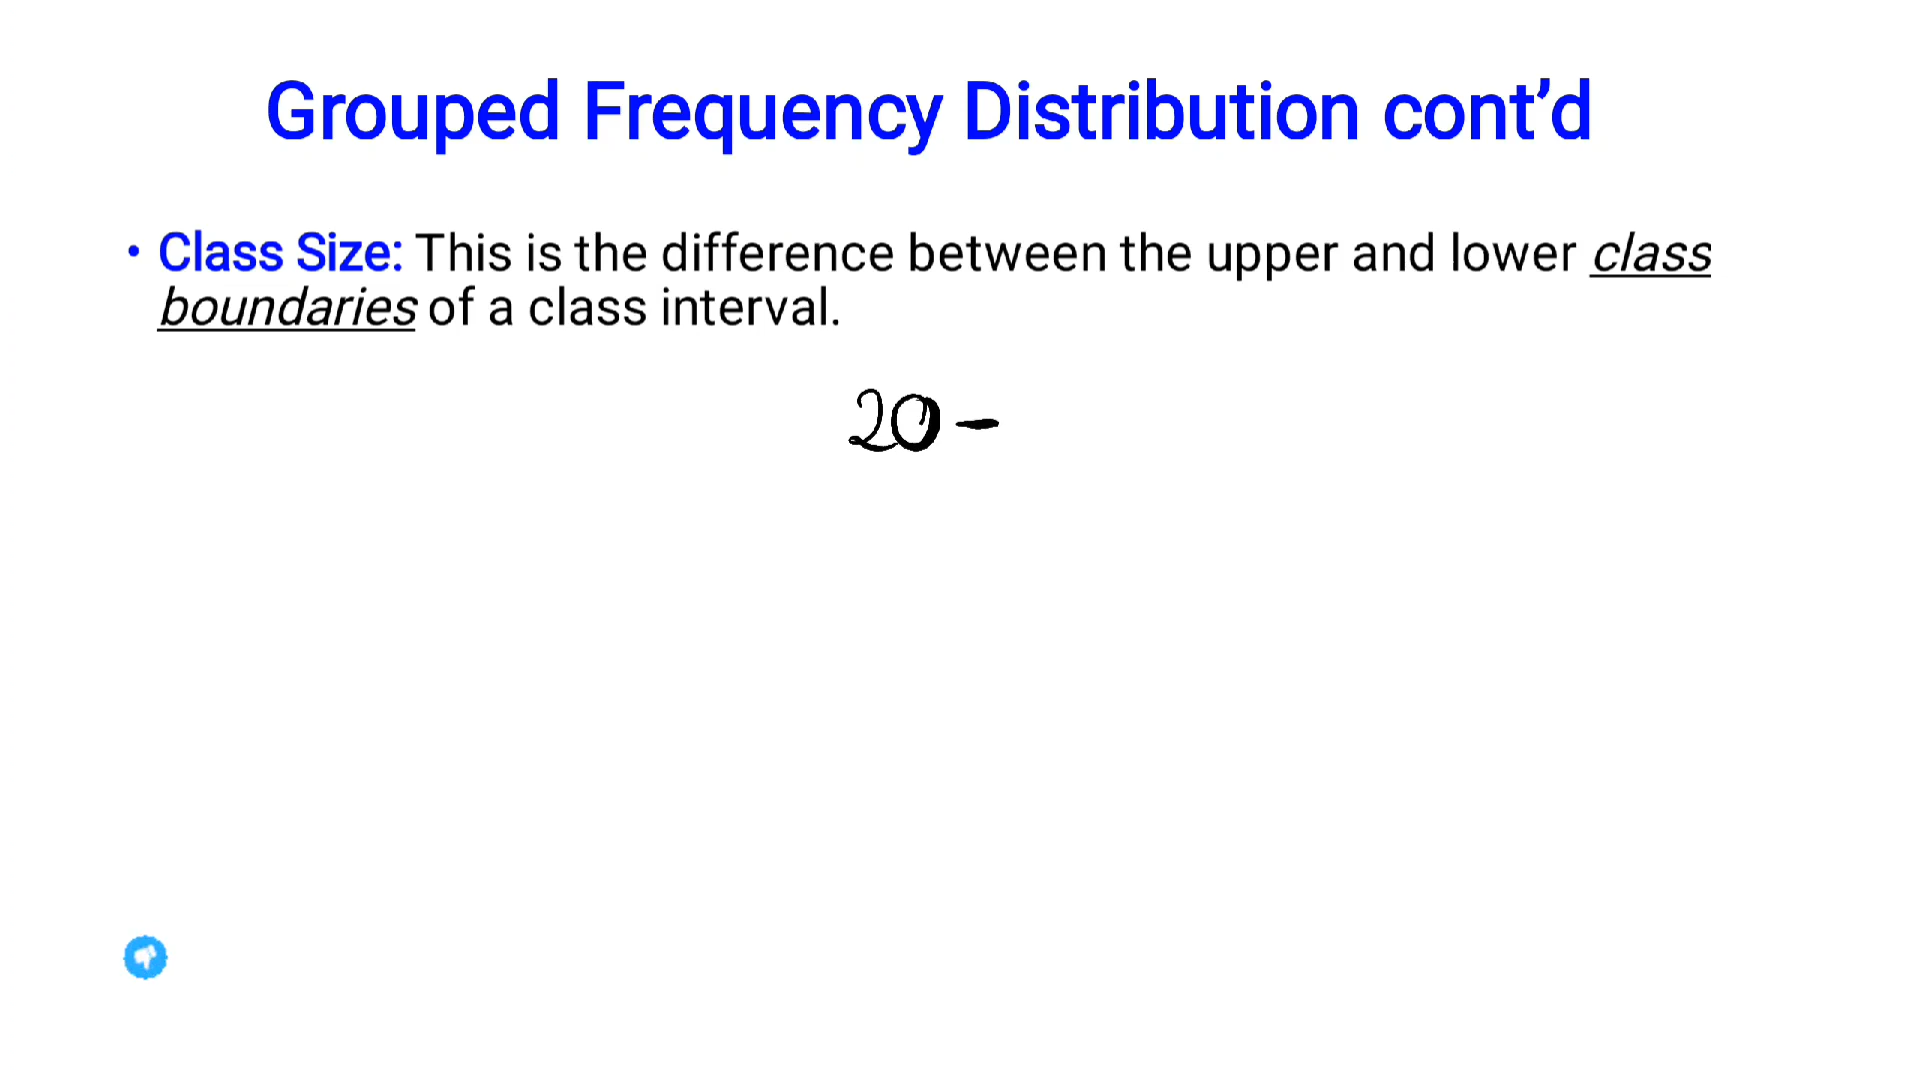 Grouped Frequency Distribution cont’d
• Class Size: This is the difference between the upper and lower class
boundaries of a class interval.
20 –